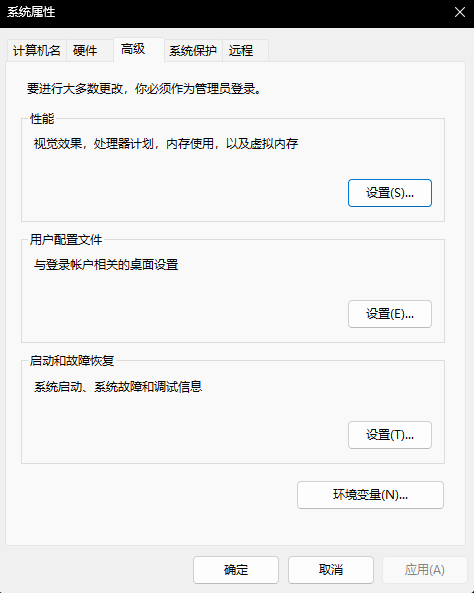 系统属性
计算机名 硬件 高级 系统保护 远程
要进行大多数更改，你必须作为管理员登录。
性能
视觉效果，处理器计划，内存使用，以及虚拟内存
设置(S)...
用户配置文件
与登录帐户相关的桌面设置
设置(E)...
启动和故障恢复
系统启动、系统故障和调试信息
设置(T)...
环境变量(N)...
确定 取消 应用(A)